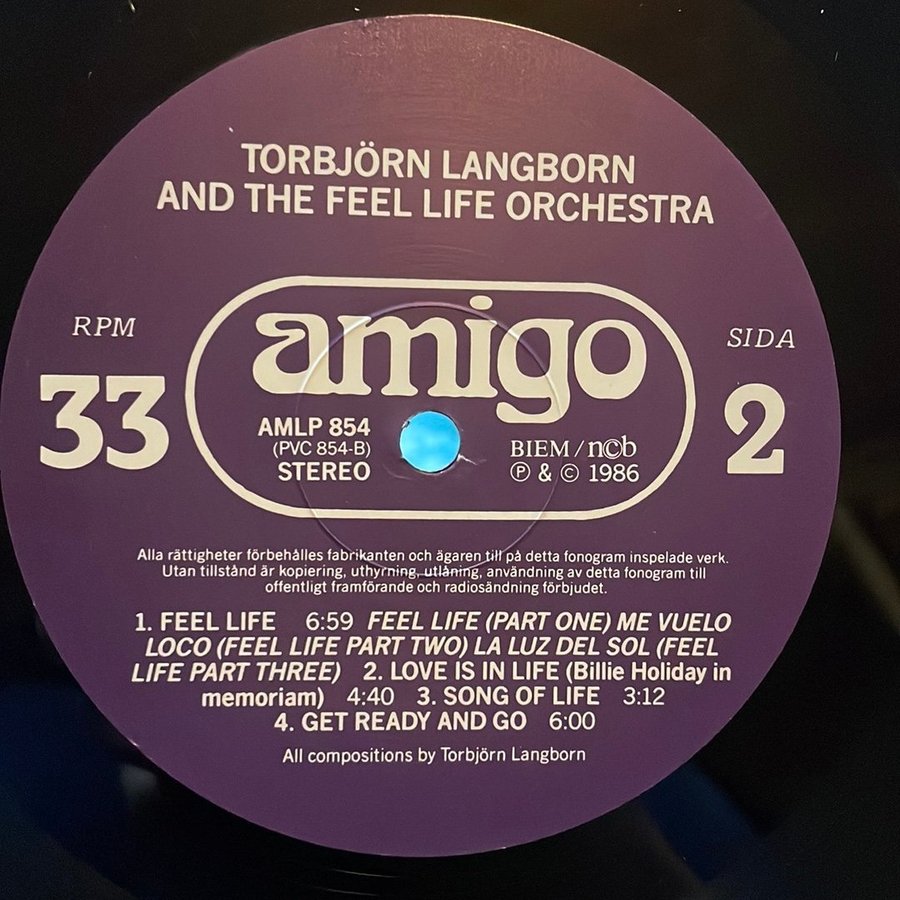 TORBJÖRN LANGBORN
AND THE FEEL LIFE ORCHESTRA
amigo
RPM
33
SIDA
2
AMLP 854
(PVC 854-B)
STEREO
BIEM / n©b
℗ & © 1986
Alla rättigheter förbehålles fabrikanten och ägaren till på detta fonogram inspelade verk.
Utan tillstånd är kopiering, uthyrning, utlåning, användning av detta fonogram till
offentligt framförande och radiosändning förbjudet.
1. FEEL LIFE 6:59 FEEL LIFE (PART ONE) ME VUELO
LOCO (FEEL LIFE PART TWO) LA LUZ DEL SOL (FEEL
LIFE PART THREE) 2. LOVE IS IN LIFE (Billie Holiday in
memoriam) 4:40 3. SONG OF LIFE 3:12
4. GET READY AND GO 6:00
All compositions by Torbjörn Langborn